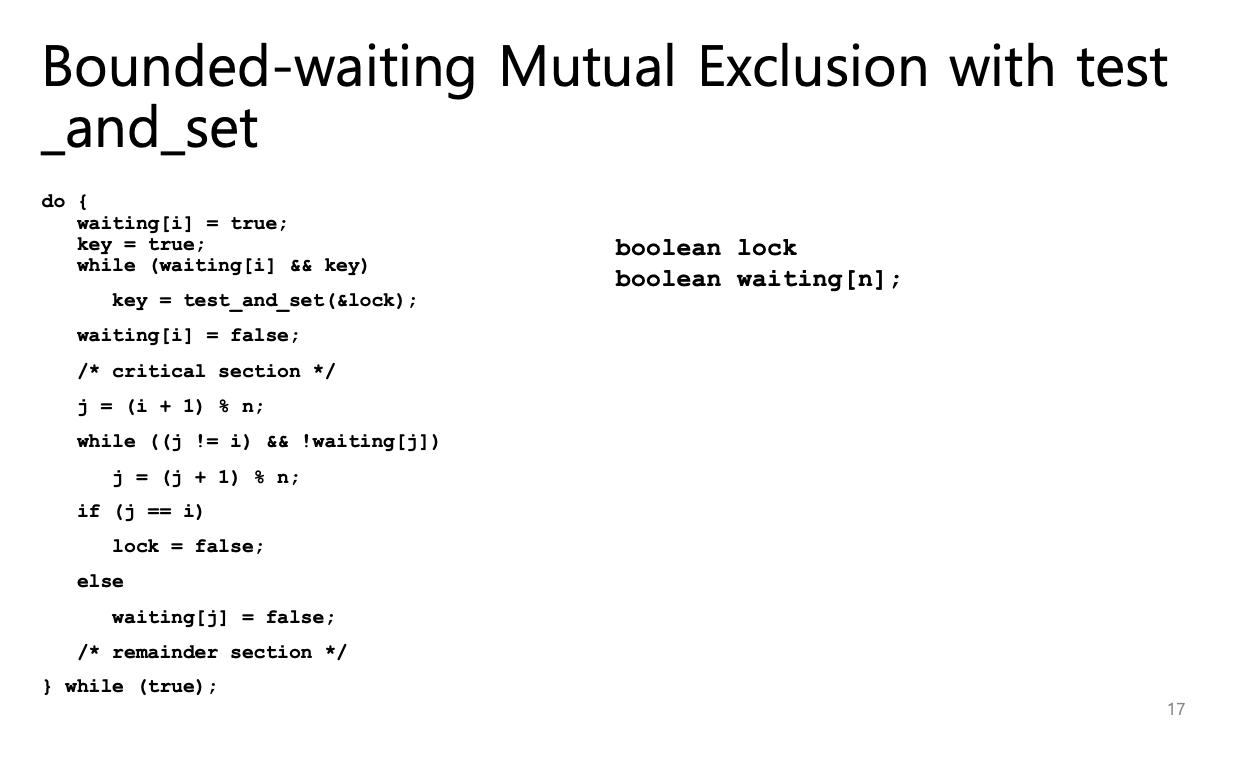 Bounded-waiting Mutual Exclusion with test
_and_set
do {
waiting[i] = true;
key = true;
while (waiting[i] && key)
key = test_and_set(&lock);
waiting[i] = false;
/* critical section */
j = (i + 1) % n;
while ((j != i) && !waiting[j])
j = (j + 1) % n;
if (j == i)
lock = false;
else
waiting[j] = false;
/* remainder section */
} while (true);
boolean lock
boolean waiting[n];
17